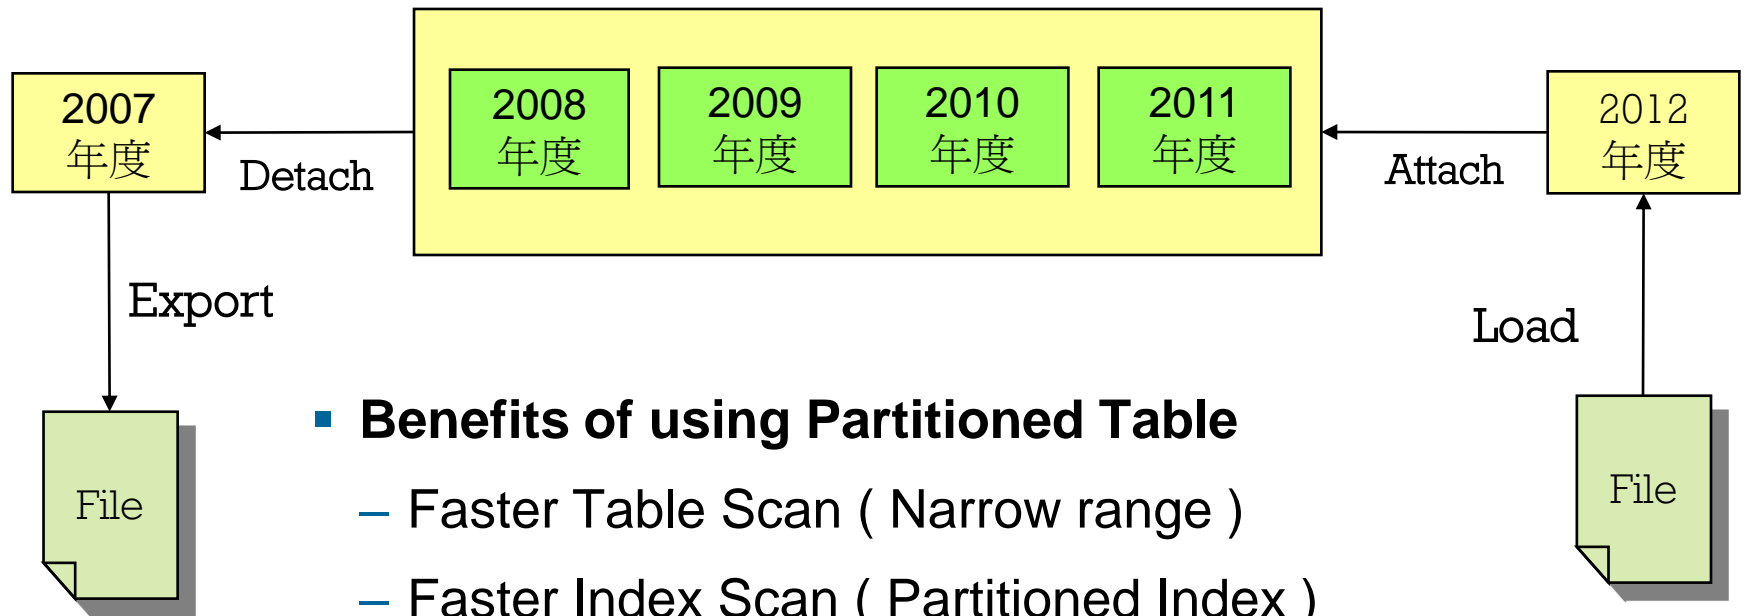 2007
年度
Detach
2008
年度
2009
年度
2010
年度
2011
年度
Attach
2012
年度
Export
Load
File
File
▪ Benefits of using Partitioned Table
– Faster Table Scan ( Narrow range )
– Faster Index Scan ( Partitioned Index )